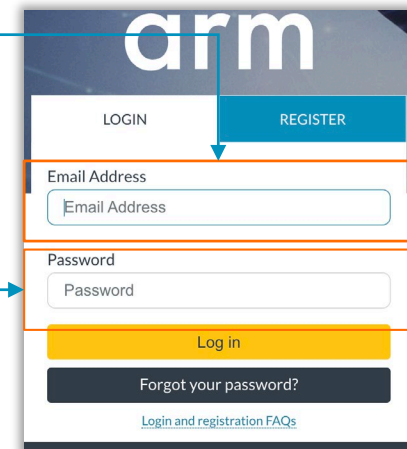 arm
LOGIN
REGISTER
Email Address
Email Address
Password
Password
Log in
Forgot your password?
Login and registration FAQs